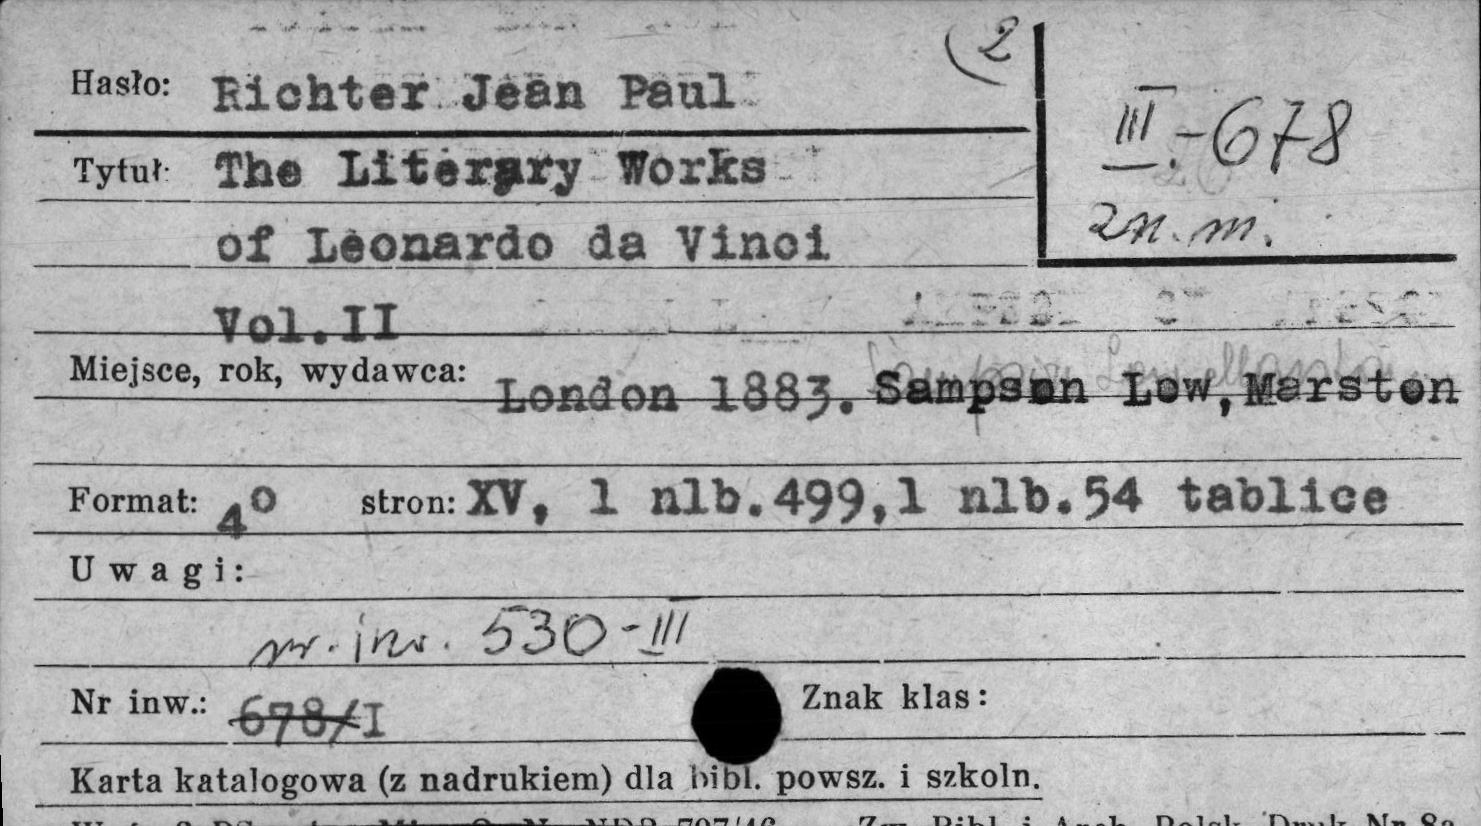 (2
Hasło: Richter Jean Paul
III.-678
Tytuł: The Literary Works
zn. m.
of Leonardo da Vinci
Vol.II
Miejsce, rok, wydawca: London 1883. Sampson Low, Marston
Format: 4° stron: XV, 1 nlb.499,1 nlb.54 tablice
Uwagi:
nr. inw. 530-III
Nr inw.: 678/I
Znak klas:
Karta katalogowa (z nadrukiem) dla bibl. powsz. i szkoln.